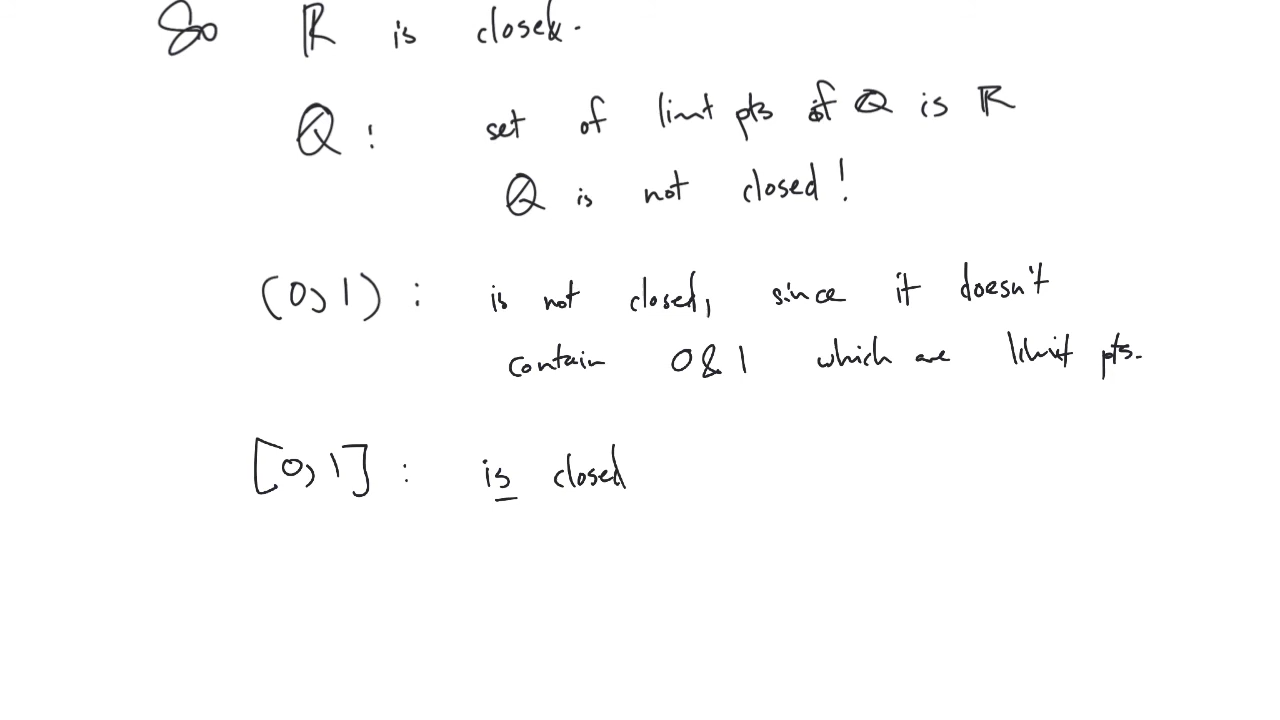 So ℝ is closed.
ℚ : set of limit pts of ℚ is ℝ
ℚ is not closed!
(0,1) : is not closed, since it doesn't
contain 0 & 1 which are limit pts.
[0,1] : is closed